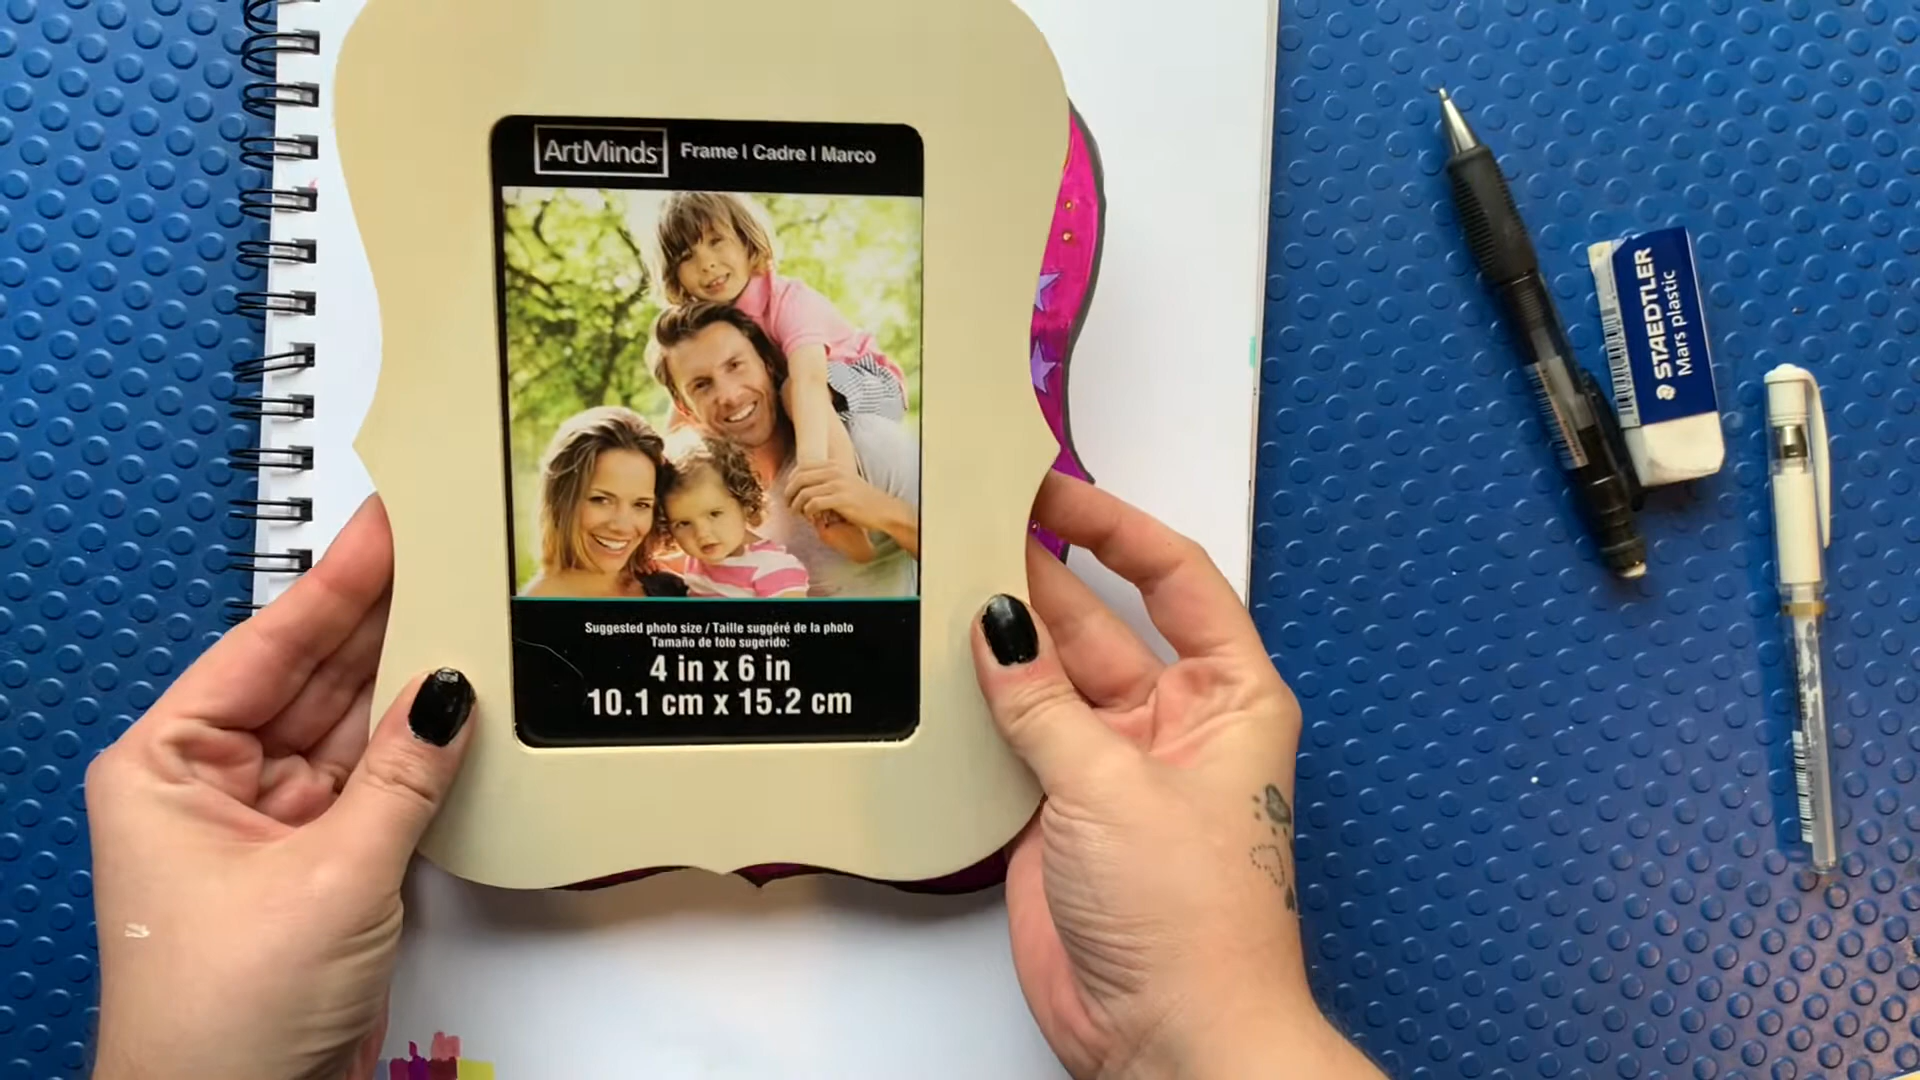 ArtMinds Frame | Cadre | Marco
Suggested photo size / Taille suggéré de la photo
Tamaño de foto sugerido:
4 in x 6 in
10.1 cm x 15.2 cm
STAEDTLER
Mars plastic